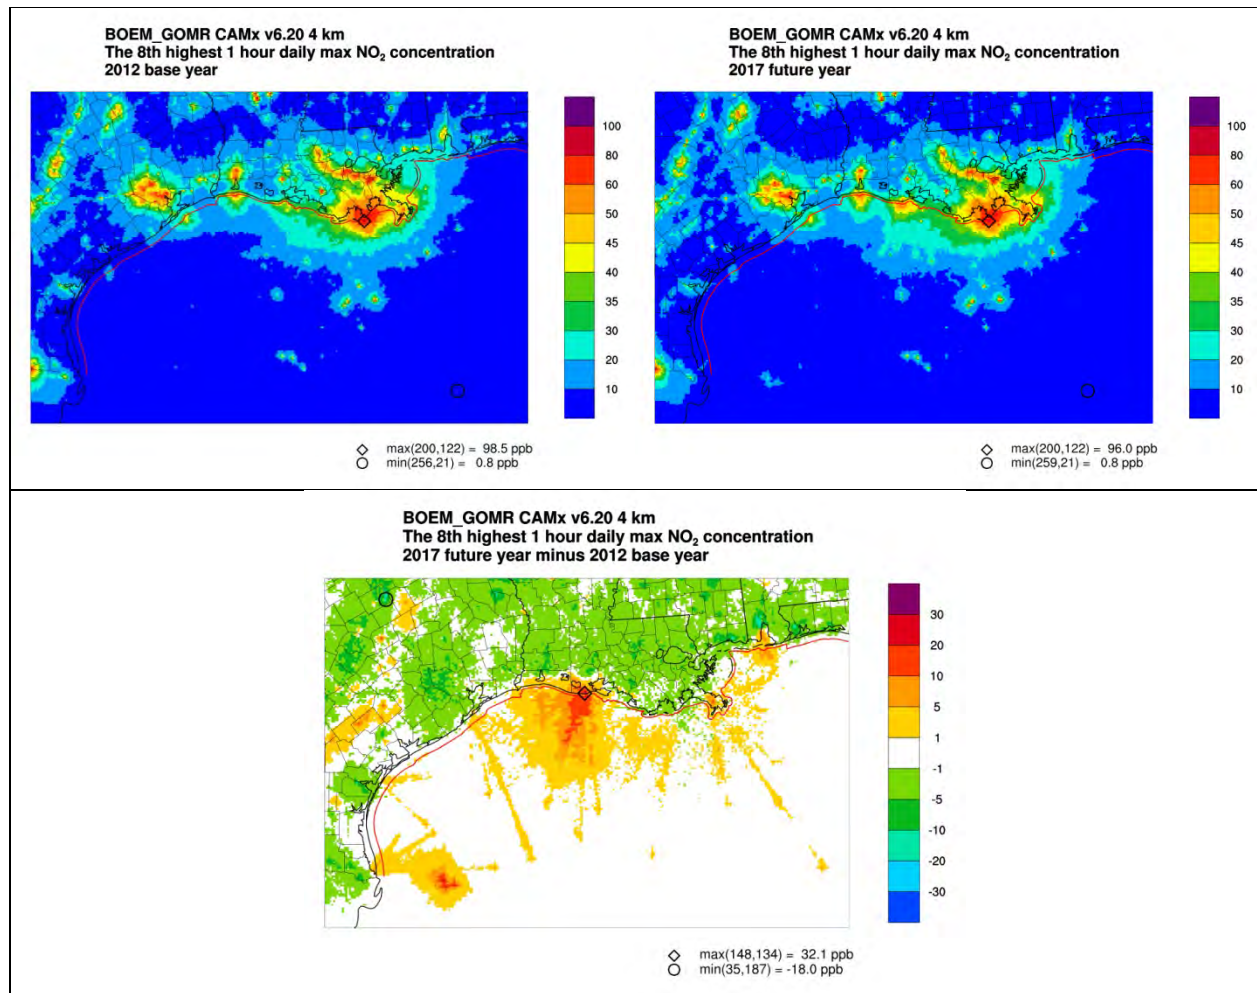 BOEM_GOMR CAMx v6.20 4 km
The 8th highest 1 hour daily max NO₂ concentration
2012 base year
100
80
60
50
45
40
35
30
20
10
max(200,122) = 98.5 ppb
min(256,21) = 0.8 ppb
BOEM_GOMR CAMx v6.20 4 km
The 8th highest 1 hour daily max NO₂ concentration
2017 future year
100
80
60
50
45
40
35
30
20
10
max(200,122) = 96.0 ppb
min(259,21) = 0.8 ppb
BOEM_GOMR CAMx v6.20 4 km
The 8th highest 1 hour daily max NO₂ concentration
2017 future year minus 2012 base year
30
20
10
5
1
-1
-5
-10
-20
-30
max(148,134) = 32.1 ppb
min(35,187) = -18.0 ppb